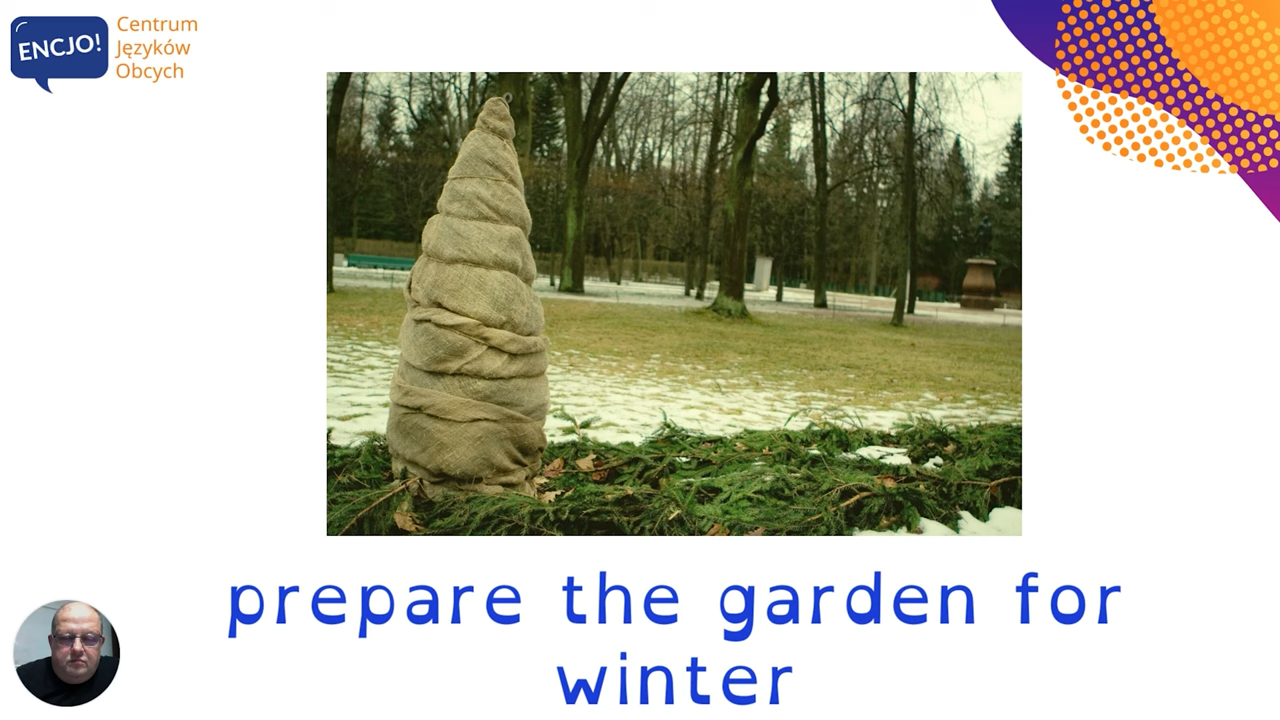 ENCJO!
Centrum
Języków
Obcych
prepare the garden for
winter